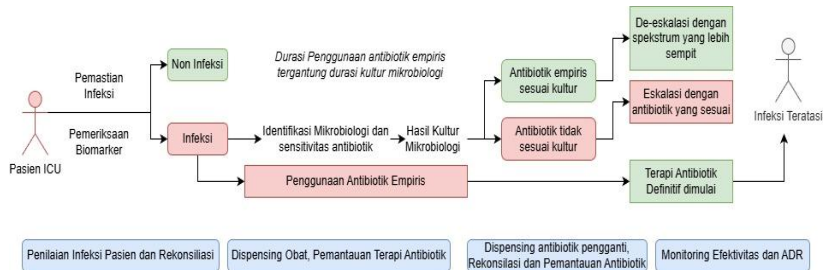 Pemastian
Infeksi
Pemeriksaan
Biomarker
Pasien ICU
Non Infeksi
Infeksi
Durasi Penggunaan antibiotik empiris
tergantung durasi kultur mikrobiologi
Identifikasi Mikrobiologi dan
sensitivitas antibiotik
Hasil Kultur
Mikrobiologi
Antibiotik empiris
sesuai kultur
Antibiotik tidak
sesuai kultur
De-eskalasi dengan
spektrum yang lebih
sempit
Eskalasi dengan
antibiotik yang sesuai
Infeksi Teratasi
Penggunaan Antibiotik Empiris
Terapi Antibiotik
Definitif dimulai
Penilaian Infeksi Pasien dan Rekonsiliasi
Dispensing Obat, Pemantauan Terapi Antibiotik
Dispensing antibiotik pengganti,
Rekonsilasi dan Pemantauan Antibiotik
Monitoring Efektivitas dan ADR